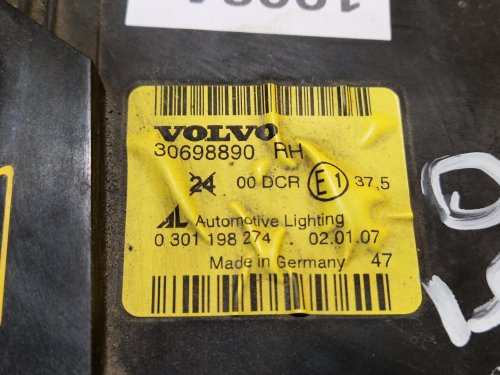 VOLVO
30698890 RH
24 00 DCR E1 37,5
AL Automotive Lighting
0 301 198 274 . 02.01.07
Made in Germany 47